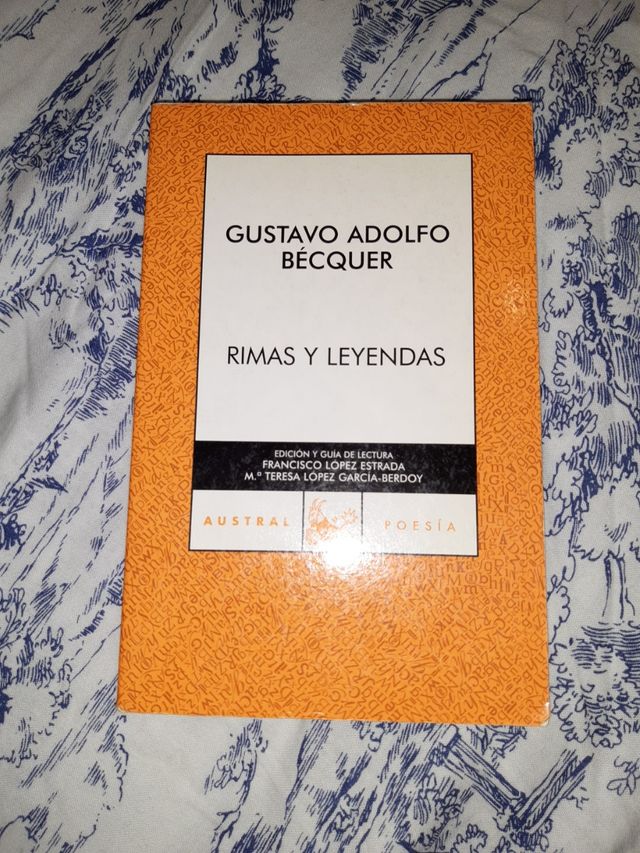 GUSTAVO ADOLFO
BÉCQUER
RIMAS Y LEYENDAS
EDICIÓN Y GUÍA DE LECTURA
FRANCISCO LÓPEZ ESTRADA
M.ª TERESA LÓPEZ GARCÍA-BERDOY
AUSTRAL POESÍA